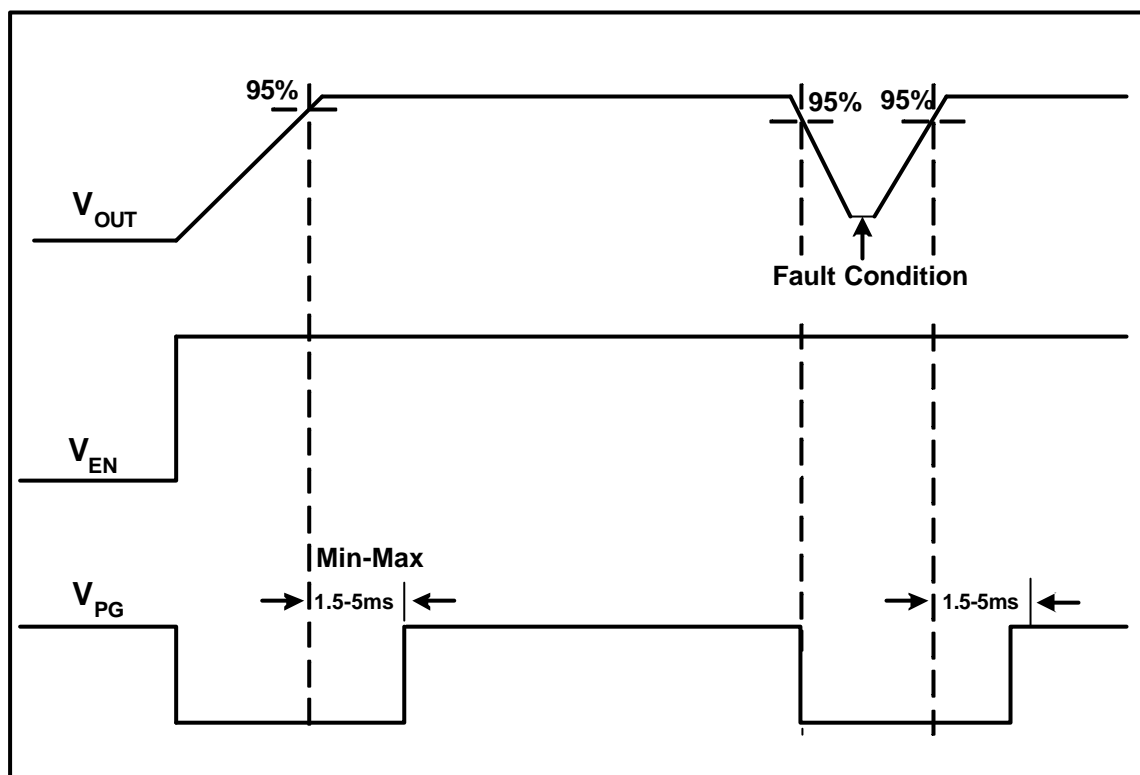 95%
95%
95%
VOUT
Fault Condition
VEN
Min-Max
VPG
1.5-5ms
1.5-5ms